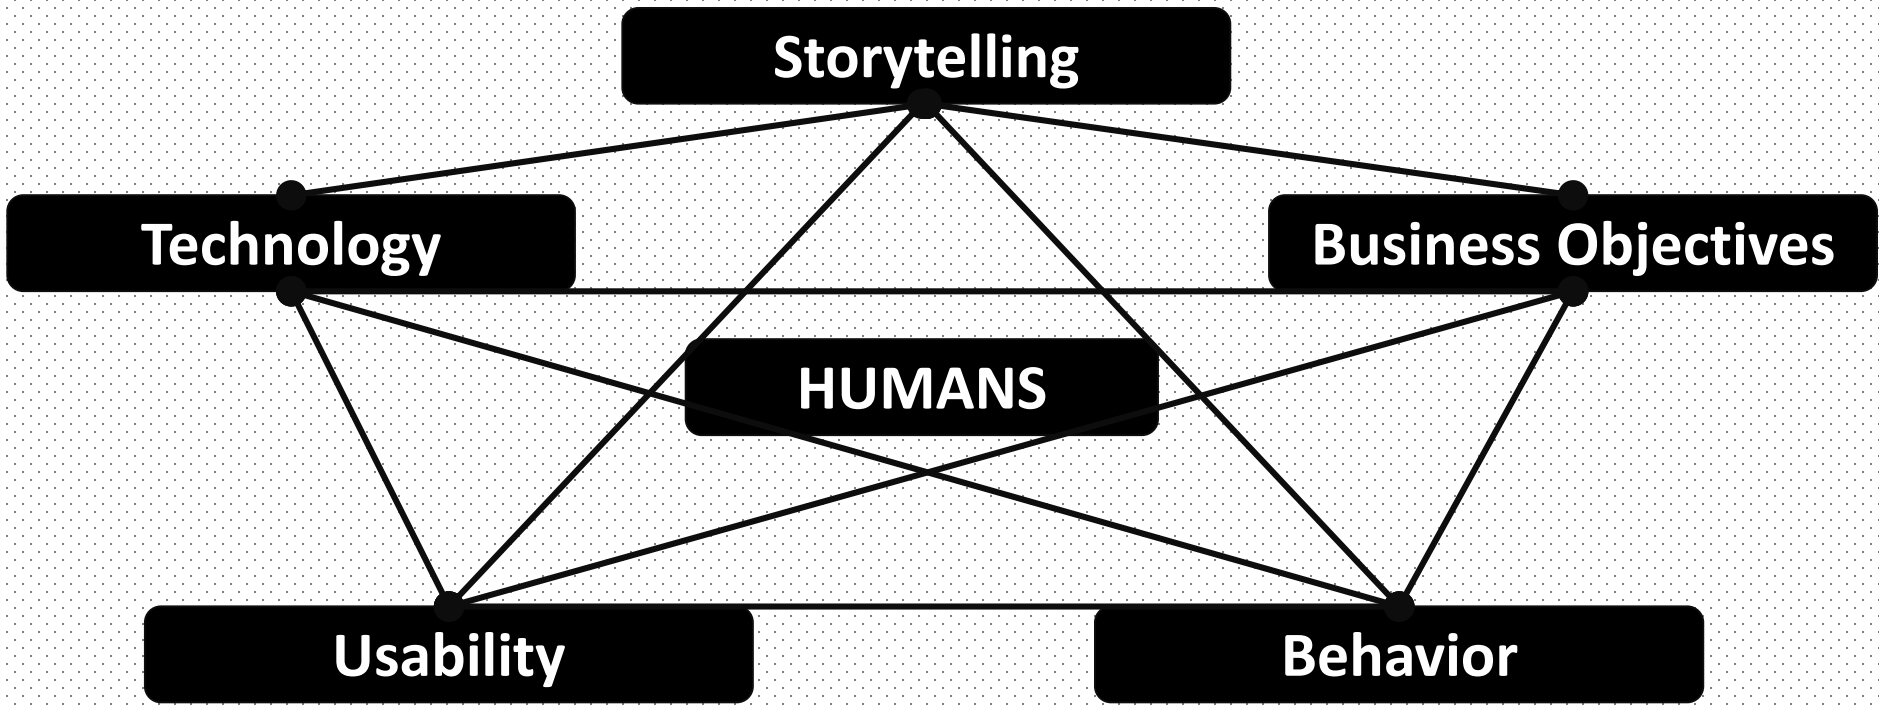 Storytelling
Technology
Business Objectives
HUMANS
Usability
Behavior